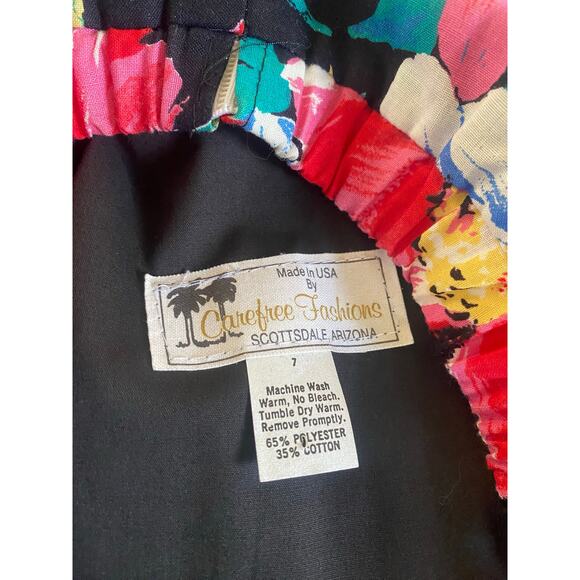 Made In USA
By
Carefree Fashions
SCOTTSDALE ARIZONA
7
Machine Wash
Warm, No Bleach.
Tumble Dry Warm.
Remove Promptly.
65% POLYESTER
35% COTTON